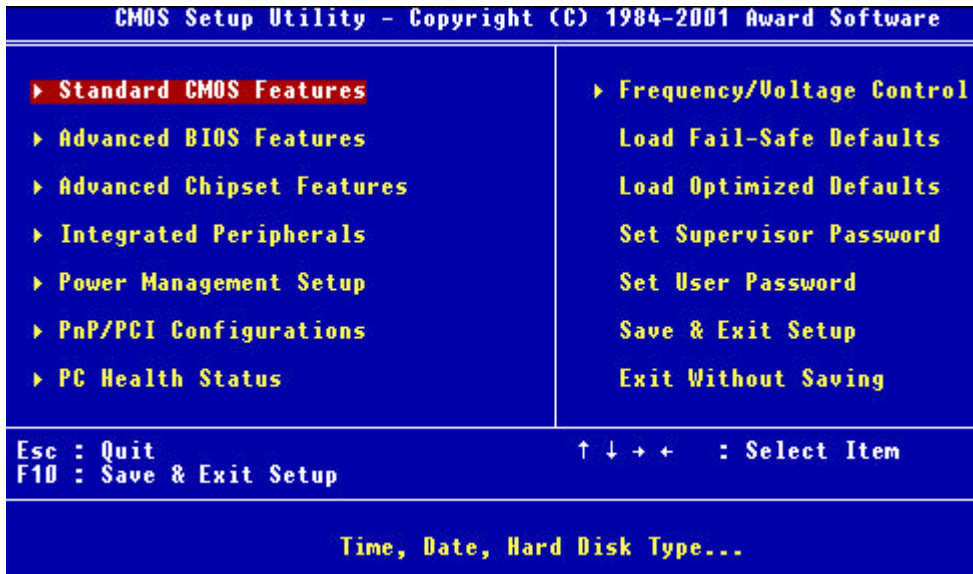 CMOS Setup Utility - Copyright (C) 1984-2001 Award Software
▸ Standard CMOS Features
▸ Advanced BIOS Features
▸ Advanced Chipset Features
▸ Integrated Peripherals
▸ Power Management Setup
▸ PnP/PCI Configurations
▸ PC Health Status
▸ Frequency/Voltage Control
Load Fail-Safe Defaults
Load Optimized Defaults
Set Supervisor Password
Set User Password
Save & Exit Setup
Exit Without Saving
Esc : Quit
F10 : Save & Exit Setup
↑ ↓ → ← : Select Item
Time, Date, Hard Disk Type...